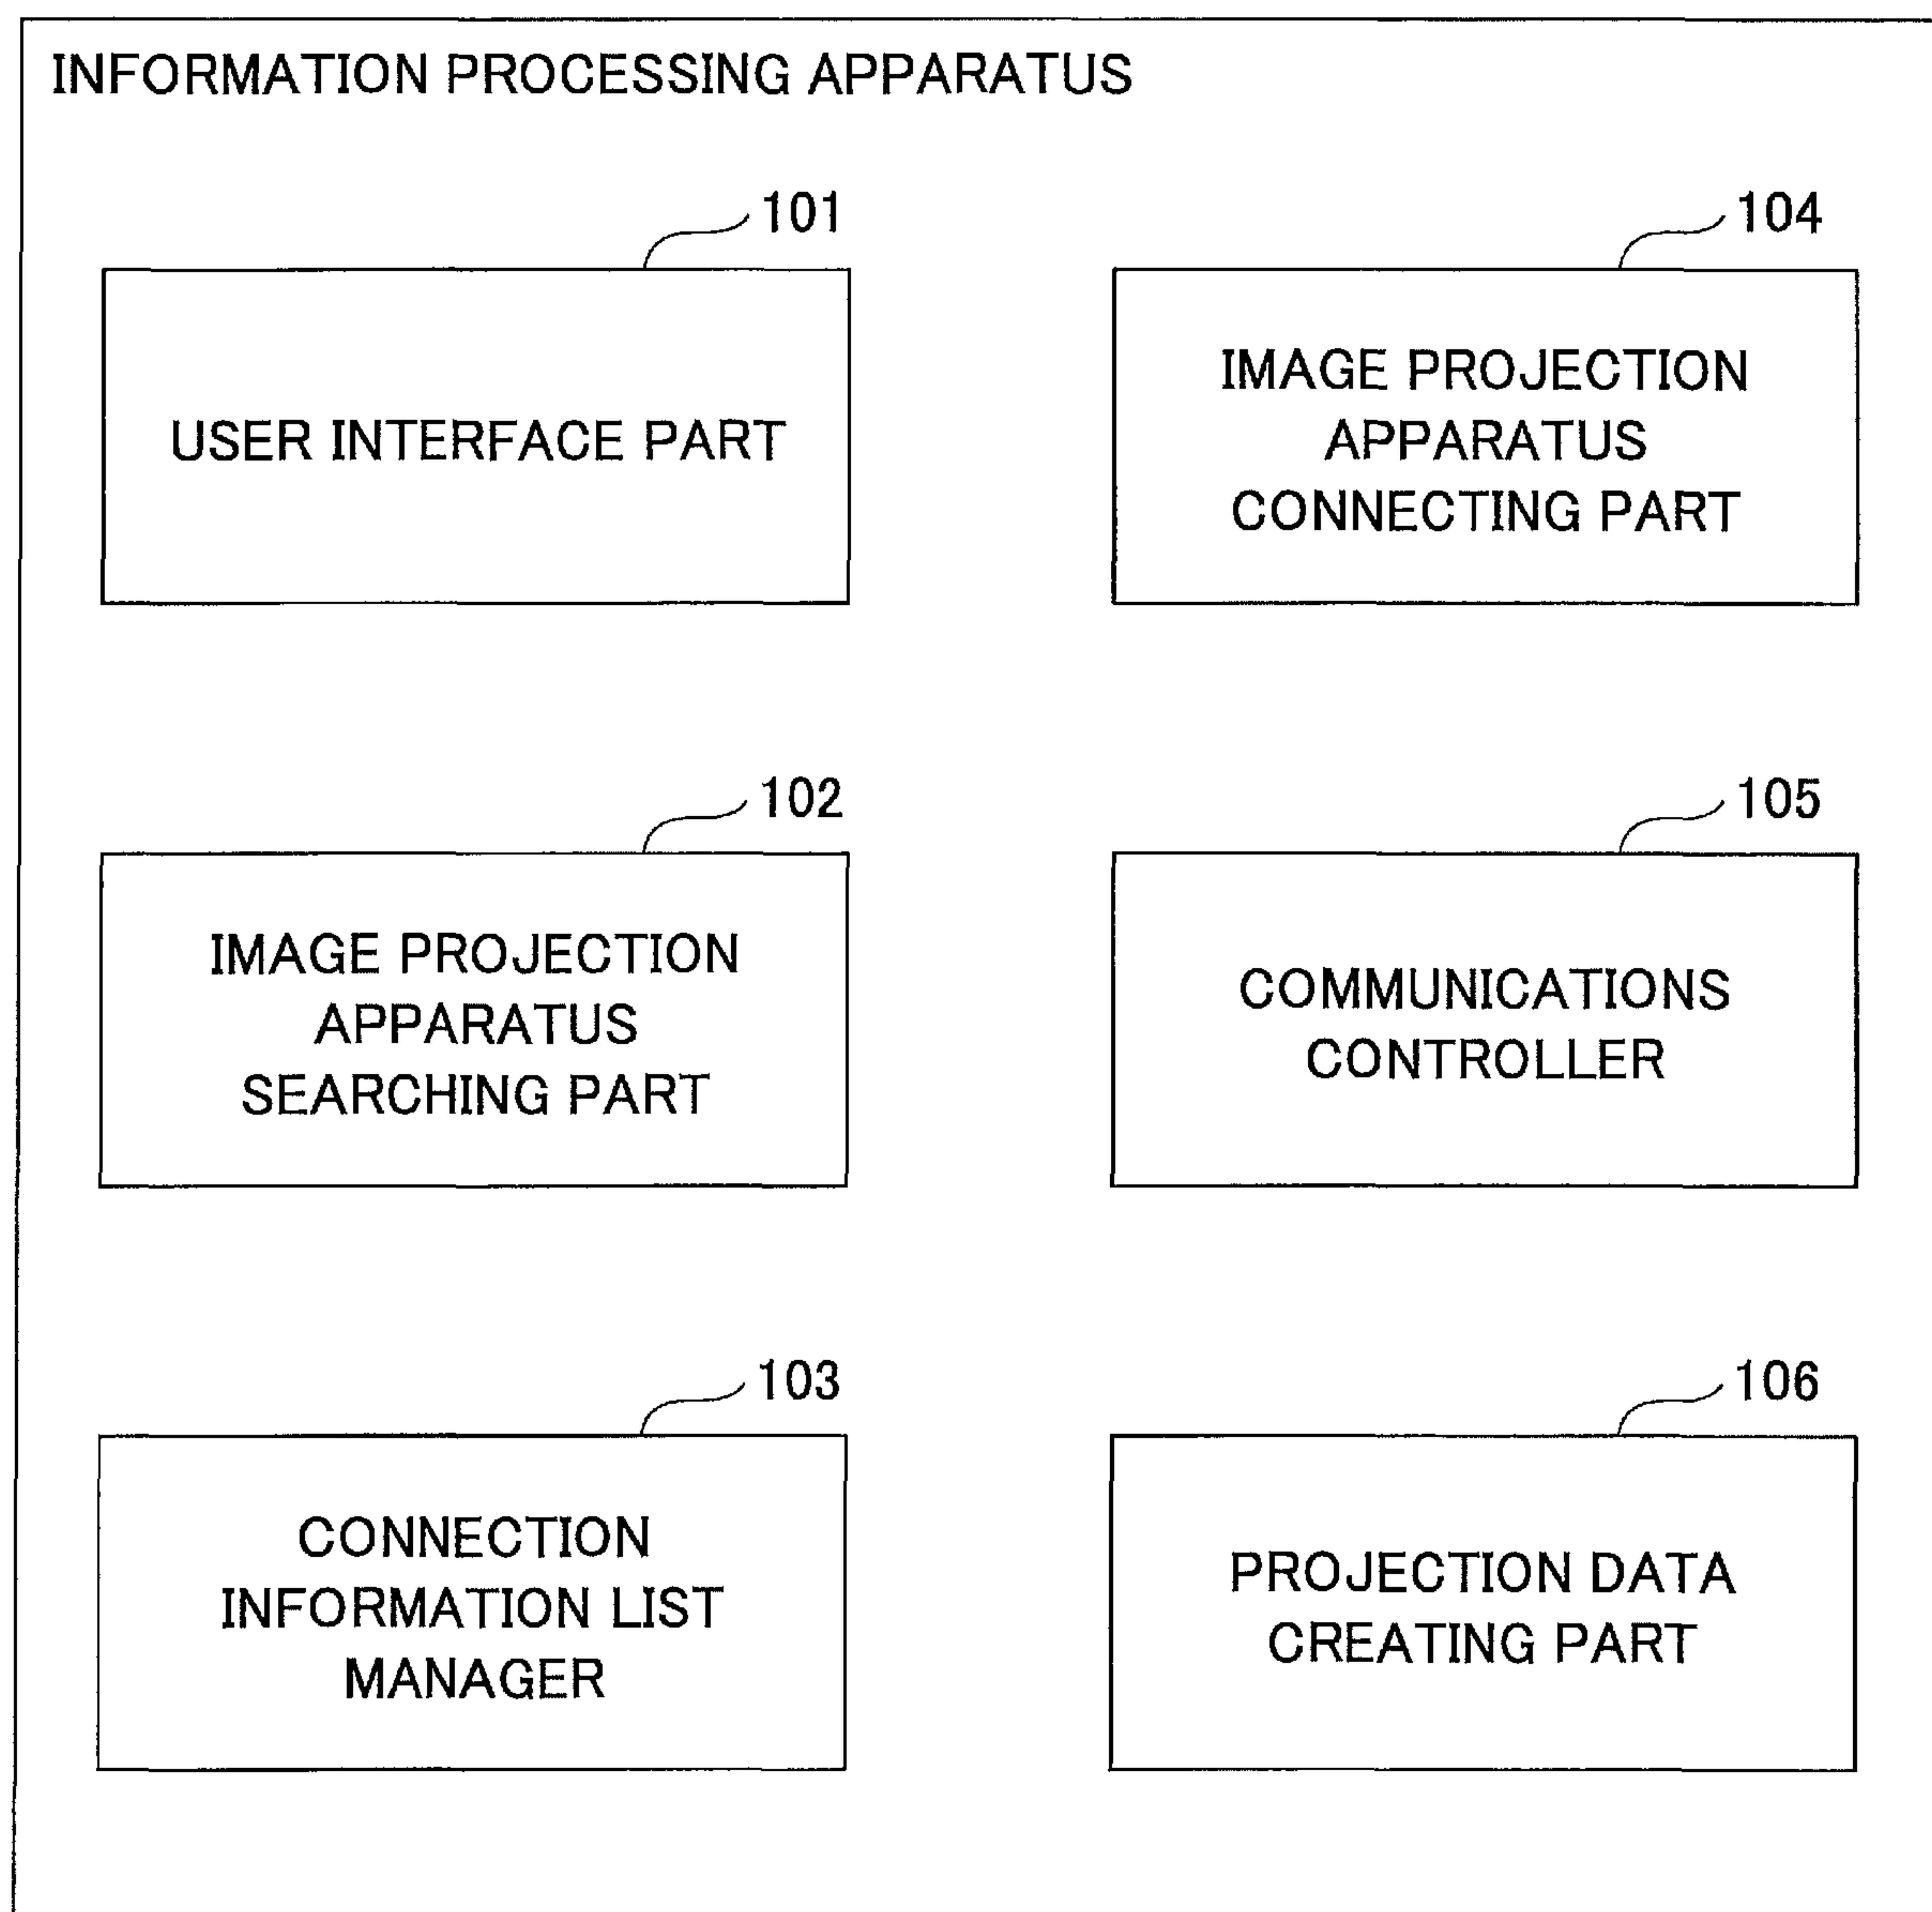 INFORMATION PROCESSING APPARATUS
101
USER INTERFACE PART
104
IMAGE PROJECTION
APPARATUS
CONNECTING PART
102
IMAGE PROJECTION
APPARATUS
SEARCHING PART
105
COMMUNICATIONS
CONTROLLER
103
CONNECTION
INFORMATION LIST
MANAGER
106
PROJECTION DATA
CREATING PART